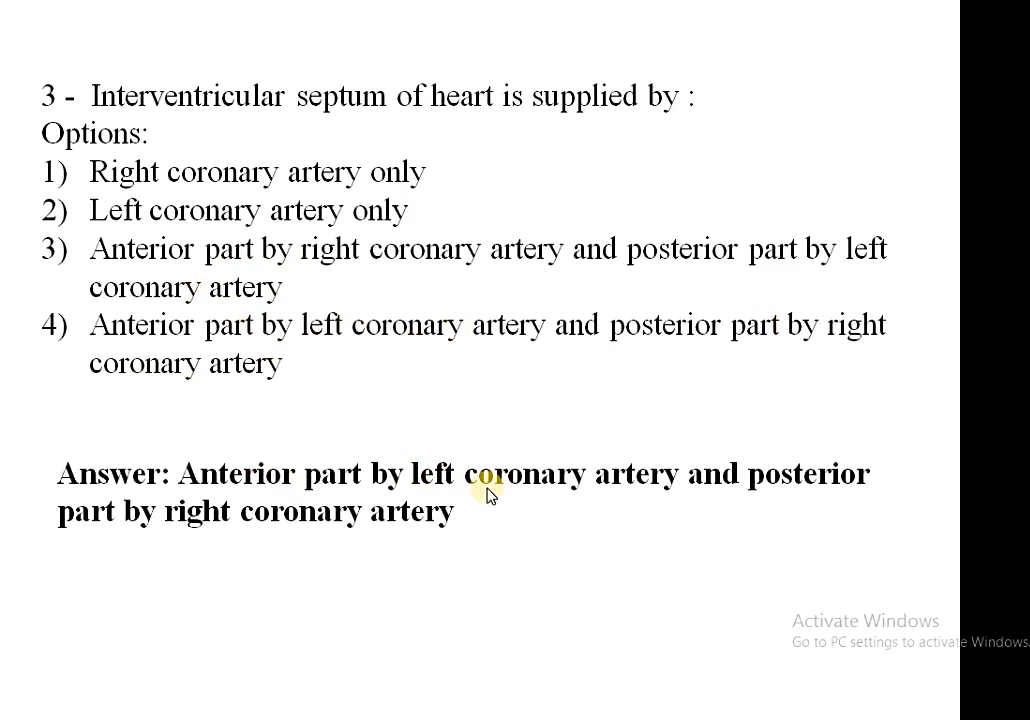 3 - Interventricular septum of heart is supplied by :
Options:
1) Right coronary artery only
2) Left coronary artery only
3) Anterior part by right coronary artery and posterior part by left
coronary artery
4) Anterior part by left coronary artery and posterior part by right
coronary artery
Answer: Anterior part by left coronary artery and posterior
part by right coronary artery
Activate Windows
Go to PC settings to activate Windows.